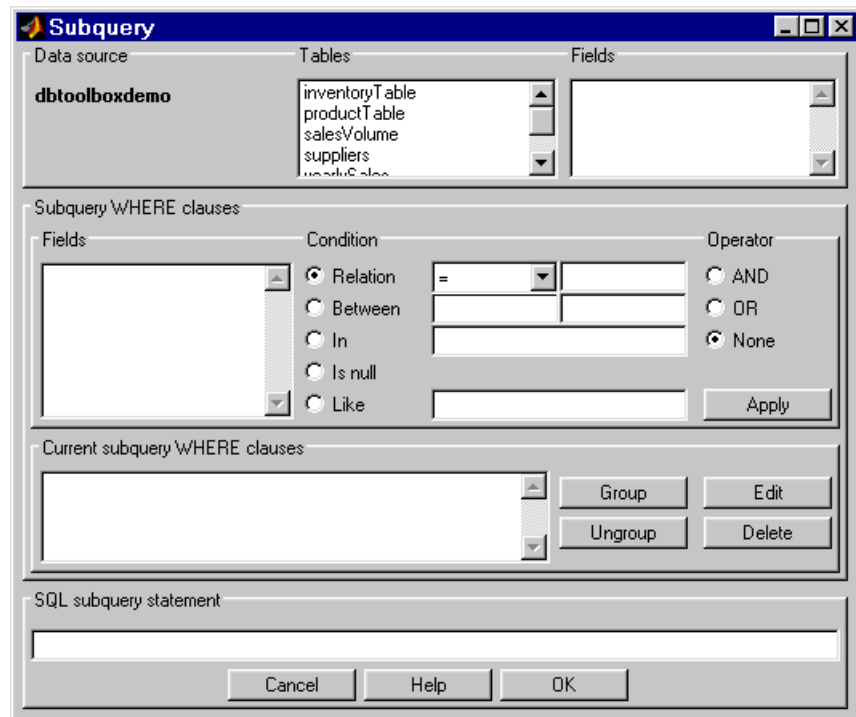 Subquery
Data source
Tables
Fields
dbtoolboxdemo
inventoryTable
productTable
salesVolume
suppliers
yearlySales
Subquery WHERE clauses
Fields
Condition
Operator
Relation
=
AND
Between
OR
In
None
Is null
Like
Apply
Current subquery WHERE clauses
Group
Edit
Ungroup
Delete
SQL subquery statement
Cancel
Help
OK